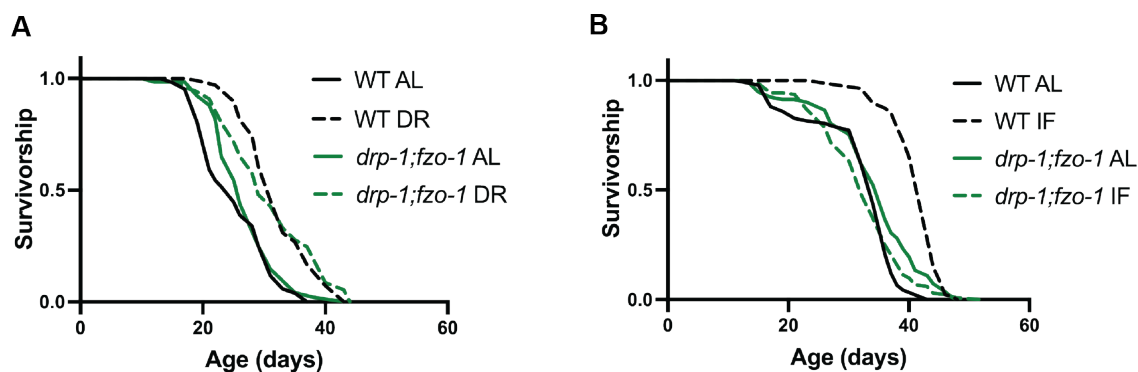 A
Survivorship
1.0
0.5
0.0
0
20
40
60
Age (days)
WT AL
WT DR
drp-1;fzo-1 AL
drp-1;fzo-1 DR
B
Survivorship
1.0
0.5
0.0
0
20
40
60
Age (days)
WT AL
WT IF
drp-1;fzo-1 AL
drp-1;fzo-1 IF